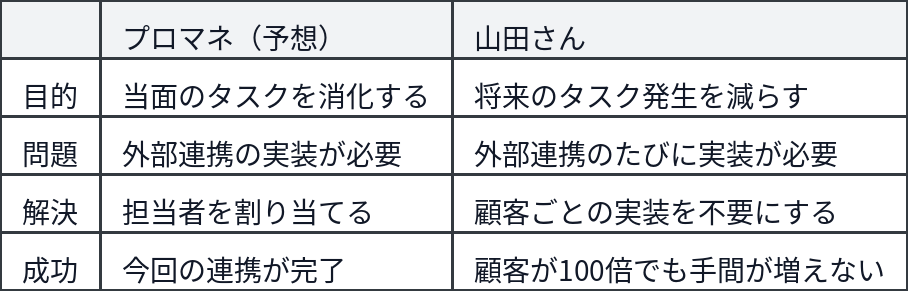 プロマネ（予想） 山田さん
目的 当面のタスクを消化する 将来のタスク発生を減らす
問題 外部連携の実装が必要 外部連携のたびに実装が必要
解決 担当者を割り当てる 顧客ごとの実装を不要にする
成功 今回の連携が完了 顧客が100倍でも手間が増えない